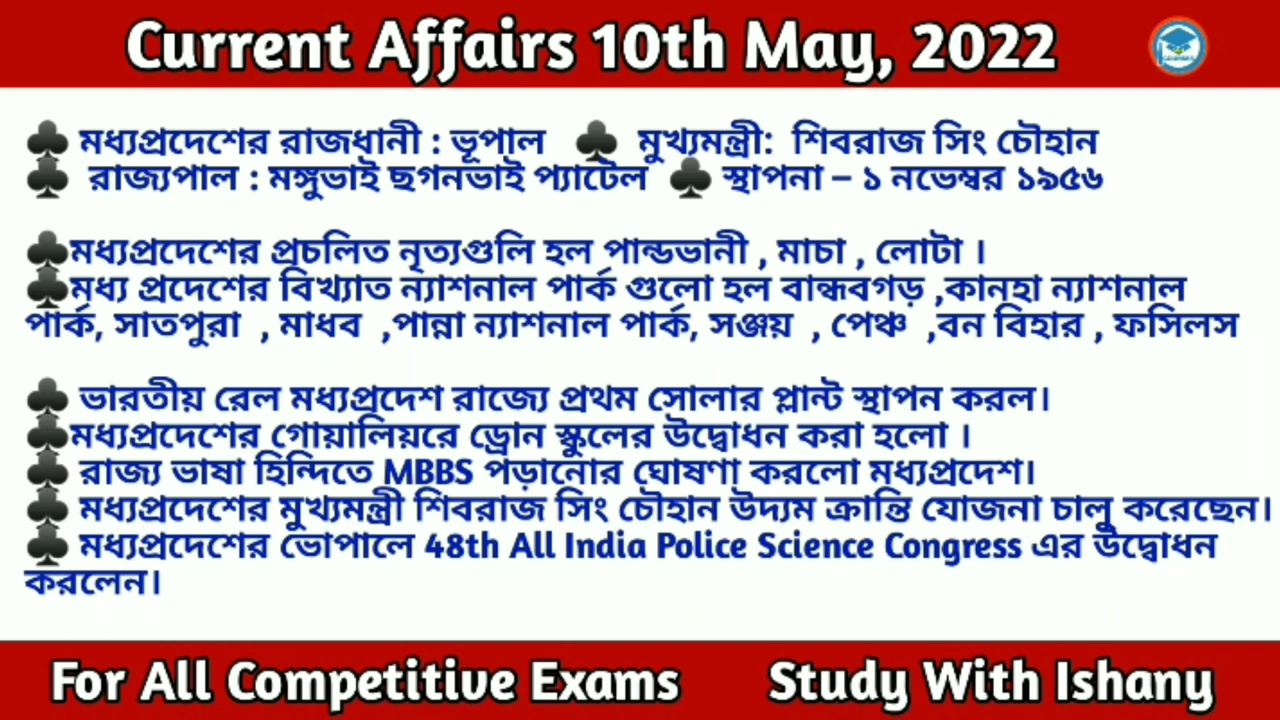 Current Affairs 10th May, 2022
♣ মধ্যপ্রদেশের রাজধানী : ভূপাল ♣ মুখ্যমন্ত্রী: শিবরাজ সিং চৌহান
♣ রাজ্যপাল : মঙ্গুভাই ছগনভাই প্যাটেল ♣ স্থাপনা – ১ নভেম্বর ১৯৫৬
♣মধ্যপ্রদেশের প্রচলিত নৃত্যগুলি হল পান্ডভানী , মাচা , লোটা ।
♣মধ্য প্রদেশের বিখ্যাত ন্যাশনাল পার্ক গুলো হল বান্ধবগড় ,কানহা ন্যাশনাল
পার্ক, সাতপুরা , মাধব ,পান্না ন্যাশনাল পার্ক, সঞ্জয় , পেঞ্চ ,বন বিহার , ফসিলস
♣ ভারতীয় রেল মধ্যপ্রদেশ রাজ্যে প্রথম সোলার প্লান্ট স্থাপন করল।
♣মধ্যপ্রদেশের গোয়ালিয়রে ড্রোন স্কুলের উদ্বোধন করা হলো ।
♣ রাজ্য ভাষা হিন্দিতে MBBS পড়ানোর ঘোষণা করলো মধ্যপ্রদেশ।
♣ মধ্যপ্রদেশের মুখ্যমন্ত্রী শিবরাজ সিং চৌহান উদ্যম ক্রান্তি যোজনা চালু করেছেন।
♣ মধ্যপ্রদেশের ভোপালে 48th All India Police Science Congress এর উদ্বোধন
করলেন।
For All Competitive Exams Study With Ishany